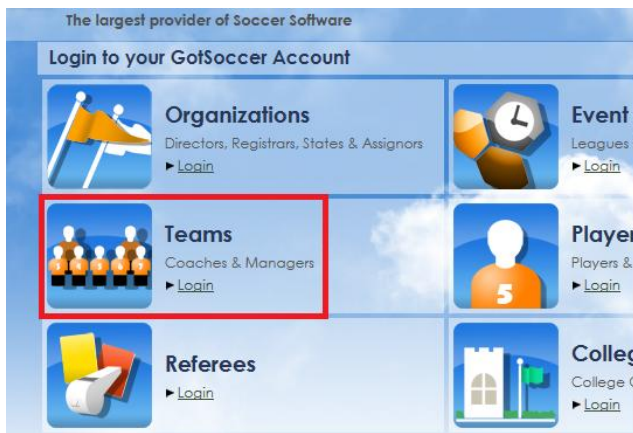 The largest provider of Soccer Software
Login to your GotSoccer Account
Organizations
Directors, Registrars, States & Assignors
►Login
Event
Leagues
►Login
Teams
Coaches & Managers
►Login
Player
Players &
►Login
5
Referees
►Login
Colleg
College
►Login